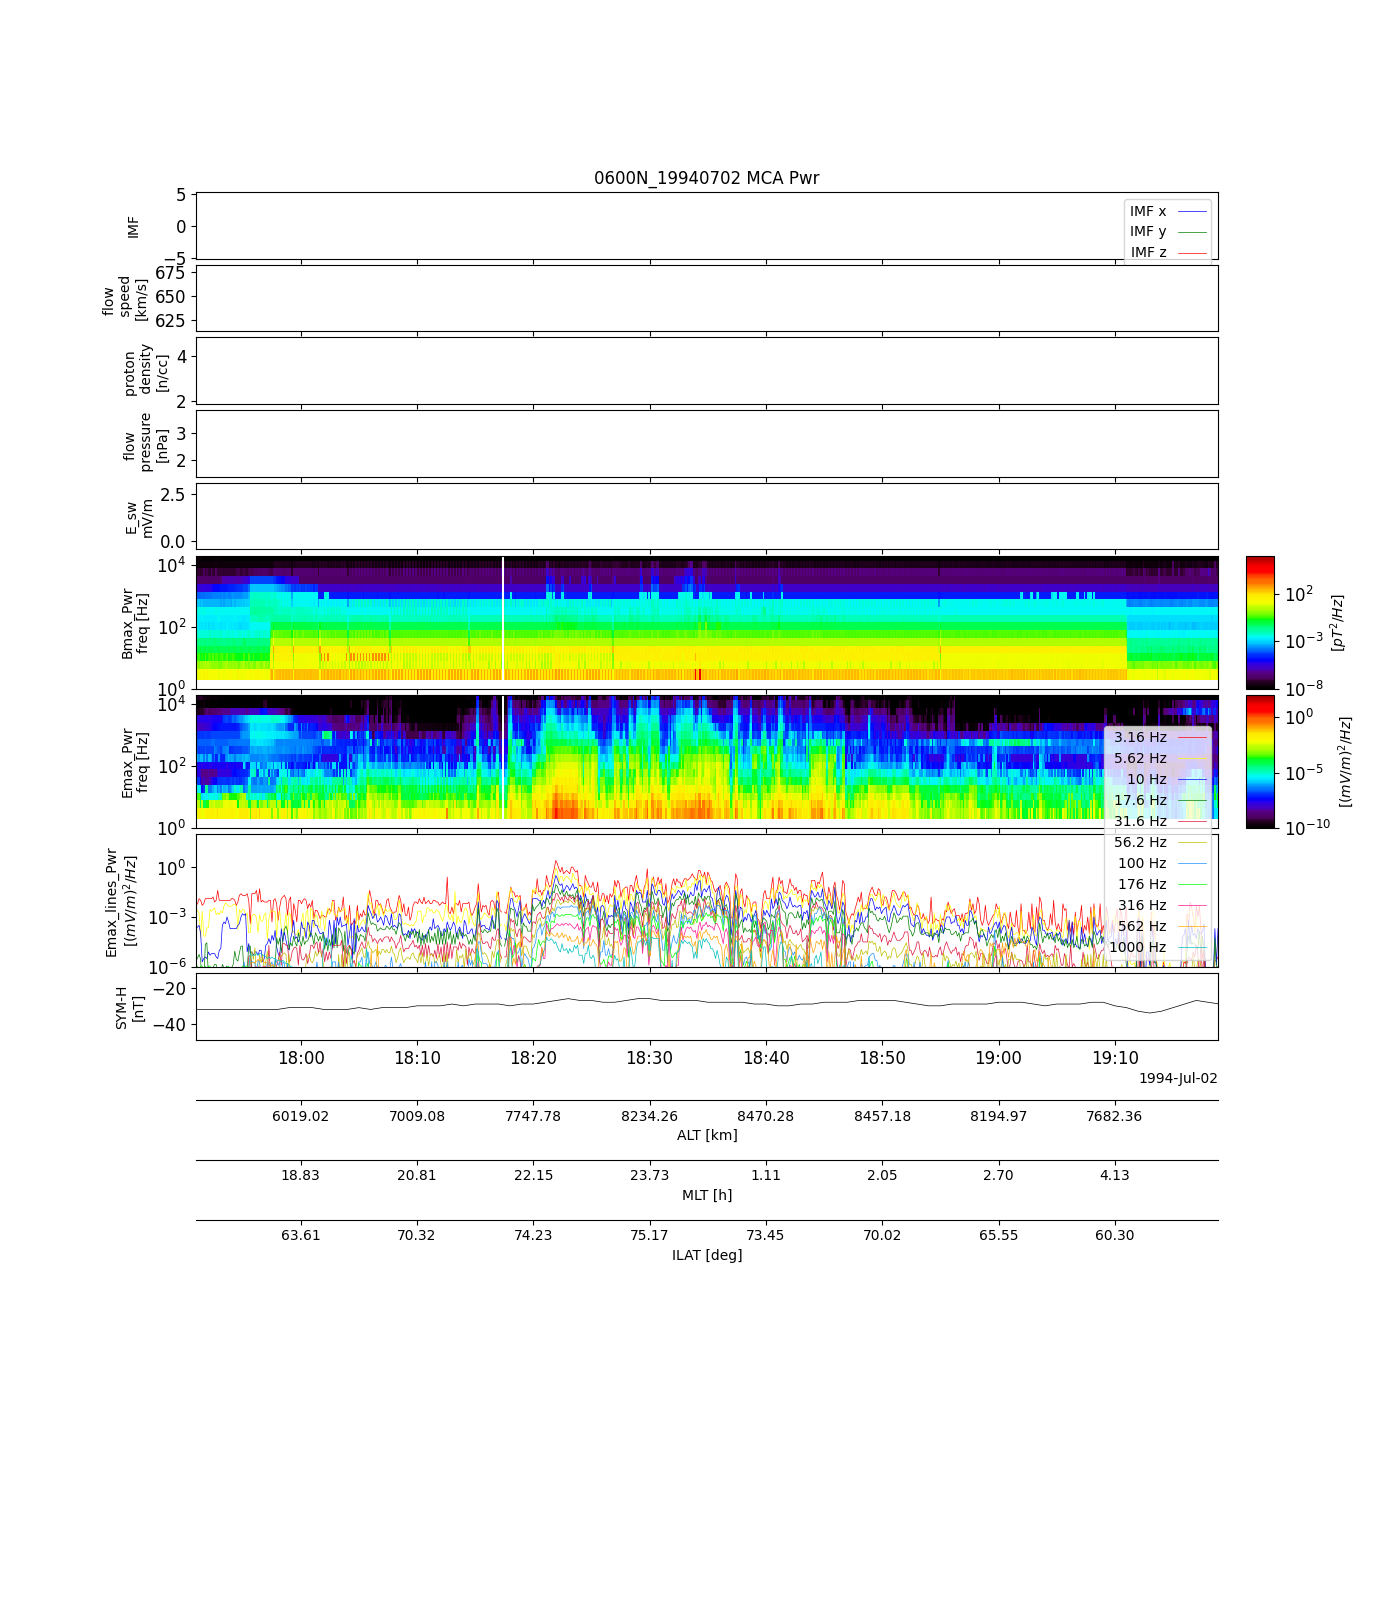 0600N_19940702 MCA Pwr
IMF
5
0
−5
IMF x
IMF y
IMF z
flow
speed
[km/s]
675
650
625
proton
density
[n/cc]
4
2
flow
pressure
[nPa]
3
2
E_sw
mV/m
2.5
0.0
Bmax_Pwr
freq [Hz]
10^4
10^2
10^0
10^2
10^−3
10^−8
[pT^2/Hz]
Emax_Pwr
freq [Hz]
10^4
10^2
10^0
10^0
10^−5
10^−10
[(mV/m)^2/Hz]
3.16 Hz
5.62 Hz
10 Hz
17.6 Hz
31.6 Hz
56.2 Hz
100 Hz
176 Hz
316 Hz
562 Hz
1000 Hz
Emax_lines_Pwr
[(mV/m)^2/Hz]
10^0
10^−3
10^−6
SYM-H
[nT]
−20
−40
18:00 18:10 18:20 18:30 18:40 18:50 19:00 19:10
1994-Jul-02
6019.02 7009.08 7747.78 8234.26 8470.28 8457.18 8194.97 7682.36
ALT [km]
18.83 20.81 22.15 23.73 1.11 2.05 2.70 4.13
MLT [h]
63.61 70.32 74.23 75.17 73.45 70.02 65.55 60.30
ILAT [deg]